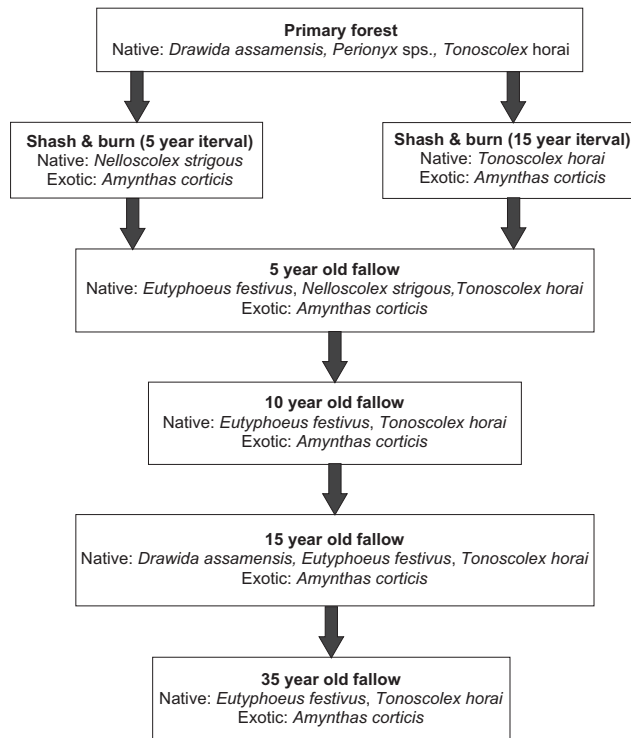 Primary forest
Native: Drawida assamensis, Perionyx sps., Tonoscolex horai
Shash & burn (5 year iterval)
Native: Nelloscolex strigous
Exotic: Amynthas corticis
Shash & burn (15 year iterval)
Native: Tonoscolex horai
Exotic: Amynthas corticis
5 year old fallow
Native: Eutyphoeus festivus, Nelloscolex strigous,Tonoscolex horai
Exotic: Amynthas corticis
10 year old fallow
Native: Eutyphoeus festivus, Tonoscolex horai
Exotic: Amynthas corticis
15 year old fallow
Native: Drawida assamensis, Eutyphoeus festivus, Tonoscolex horai
Exotic: Amynthas corticis
35 year old fallow
Native: Eutyphoeus festivus, Tonoscolex horai
Exotic: Amynthas corticis